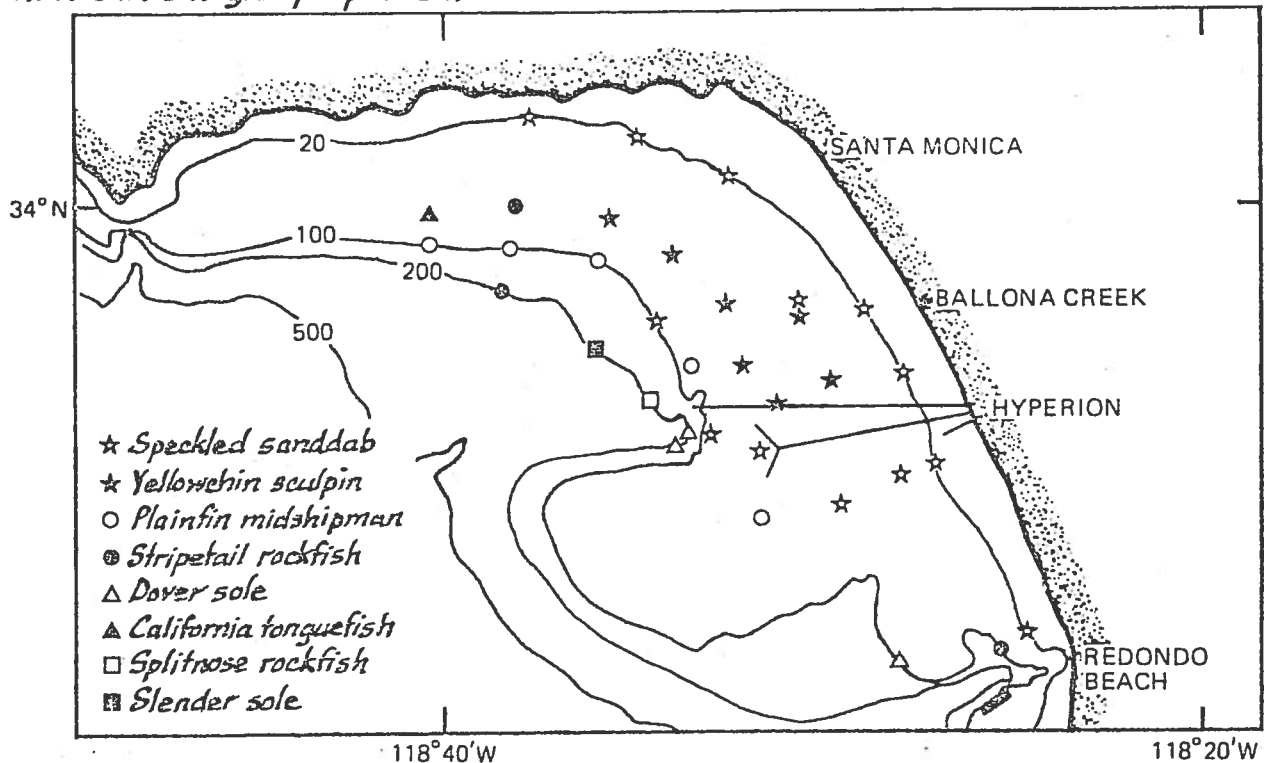 SANTA MONICA
20
34°N
100
200
BALLONA CREEK
500
HYPERION
Speckled sanddab
Yellowchin sculpin
Plainfin midshipman
Stripetail rockfish
Dover sole
California tonguefish
Splitnose rockfish
Slender sole
REDONDO
BEACH
118°40'W
118°20'W